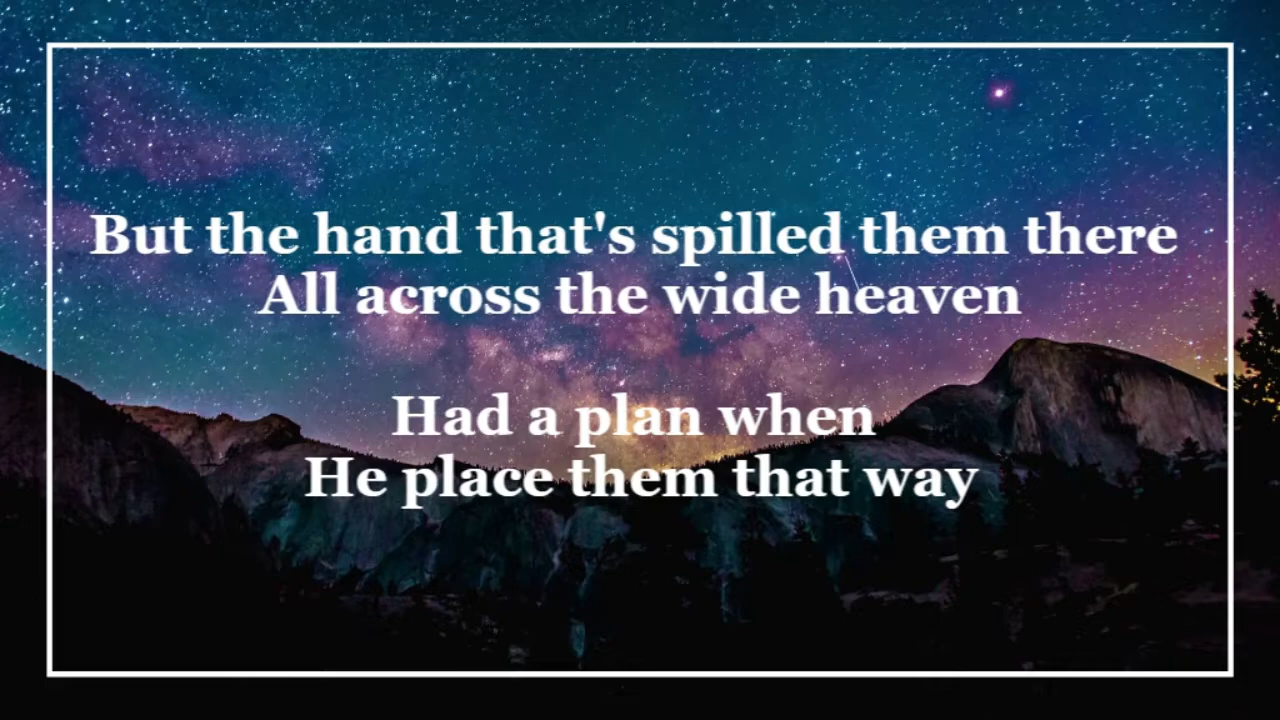 But the hand that's spilled them there
All across the wide heaven
Had a plan when
He place them that way